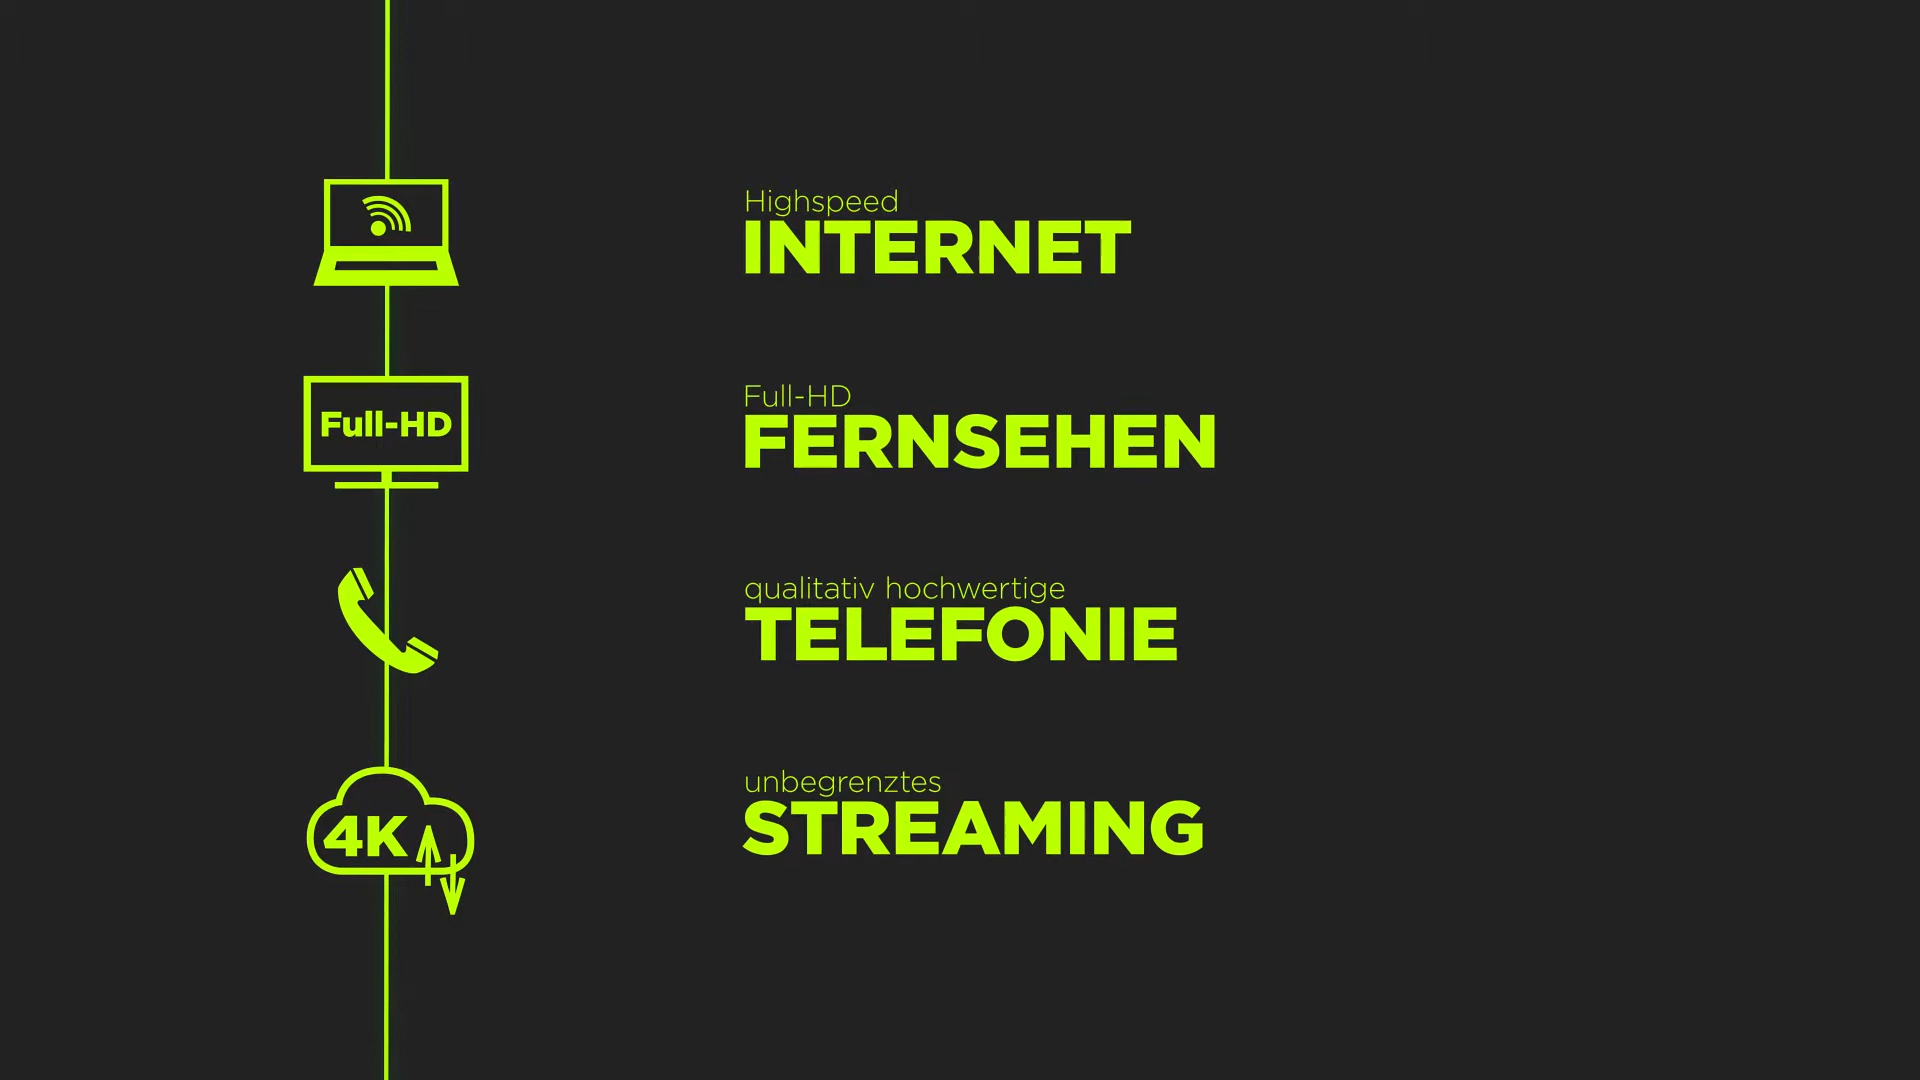 Highspeed
INTERNET
Full-HD
Full-HD
FERNSEHEN
qualitativ hochwertige
TELEFONIE
4K
unbegrenztes
STREAMING